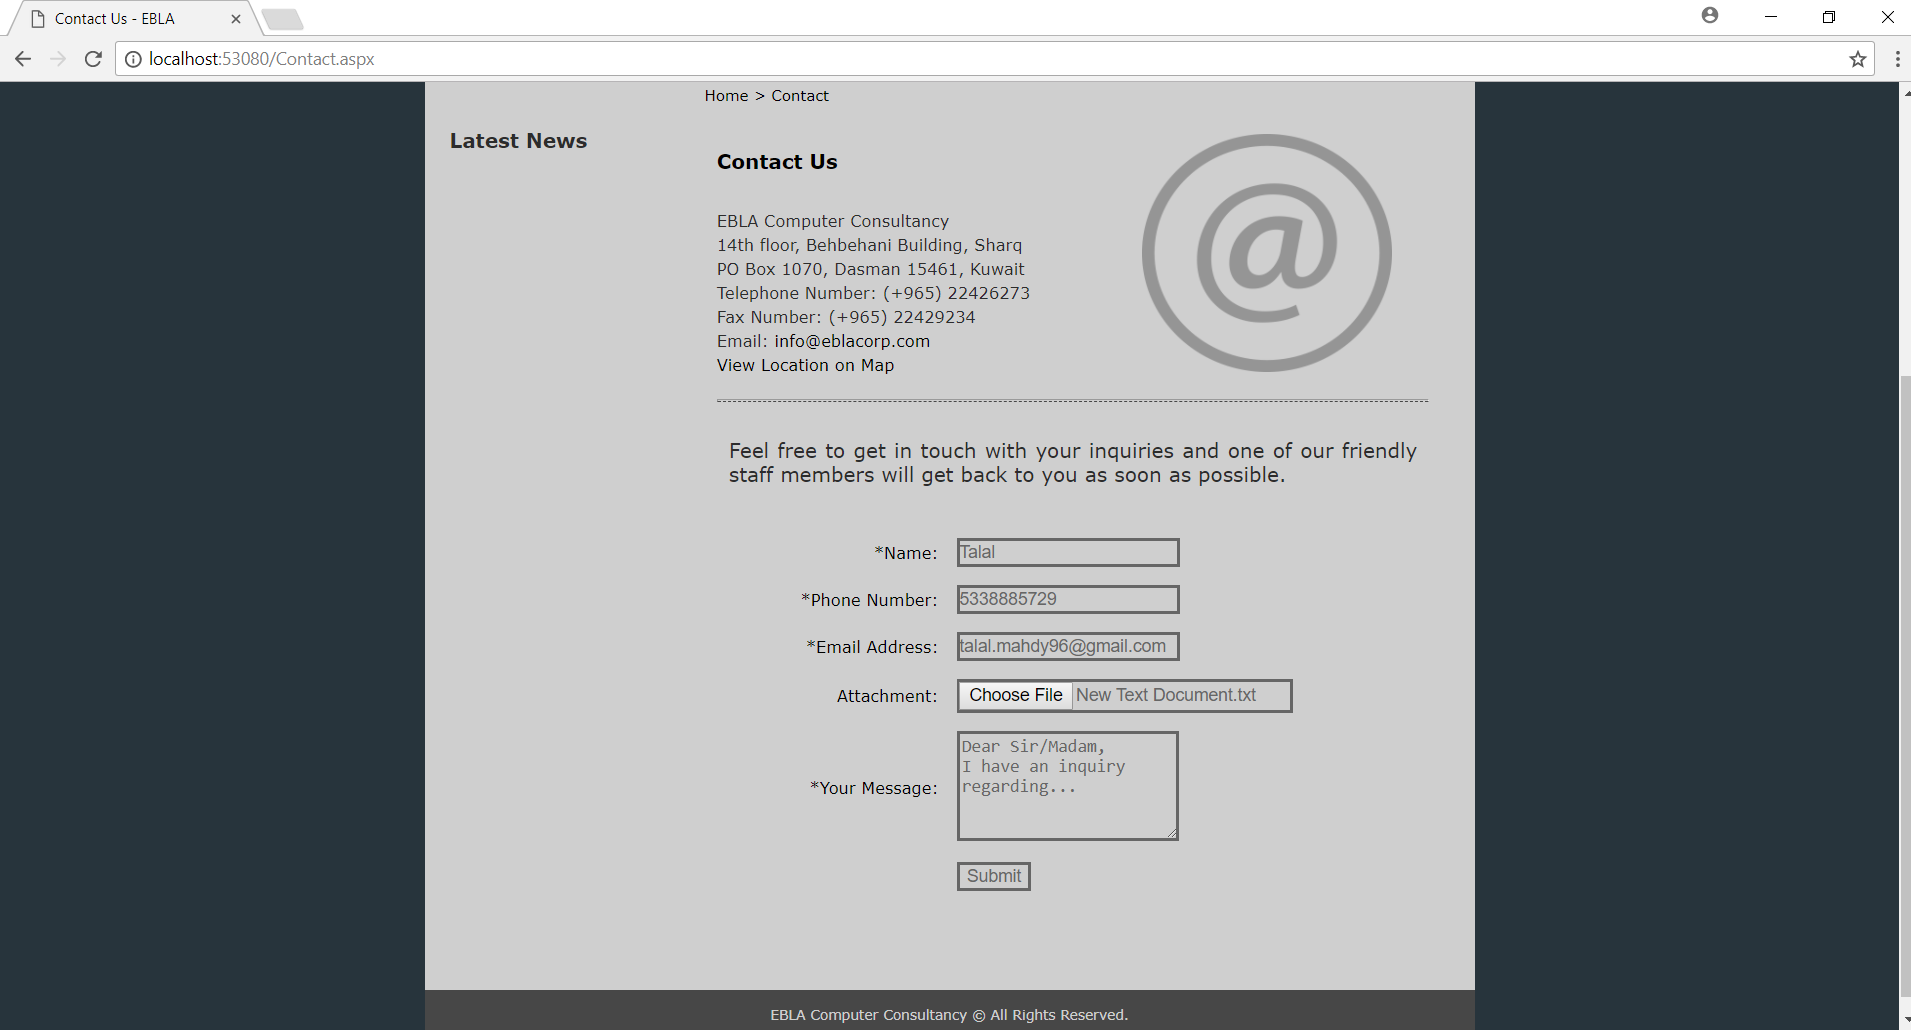 Contact Us - EBLA
localhost:53080/Contact.aspx
Home > Contact
Latest News
Contact Us
EBLA Computer Consultancy
14th floor, Behbehani Building, Sharq
PO Box 1070, Dasman 15461, Kuwait
Telephone Number: (+965) 22426273
Fax Number: (+965) 22429234
Email: info@eblacorp.com
View Location on Map
@
Feel free to get in touch with your inquiries and one of our friendly
staff members will get back to you as soon as possible.
*Name: Talal
*Phone Number: 5338885729
*Email Address: talal.mahdy96@gmail.com
Attachment: Choose File New Text Document.txt
*Your Message:
Dear Sir/Madam,
I have an inquiry
regarding...
Submit
EBLA Computer Consultancy © All Rights Reserved.